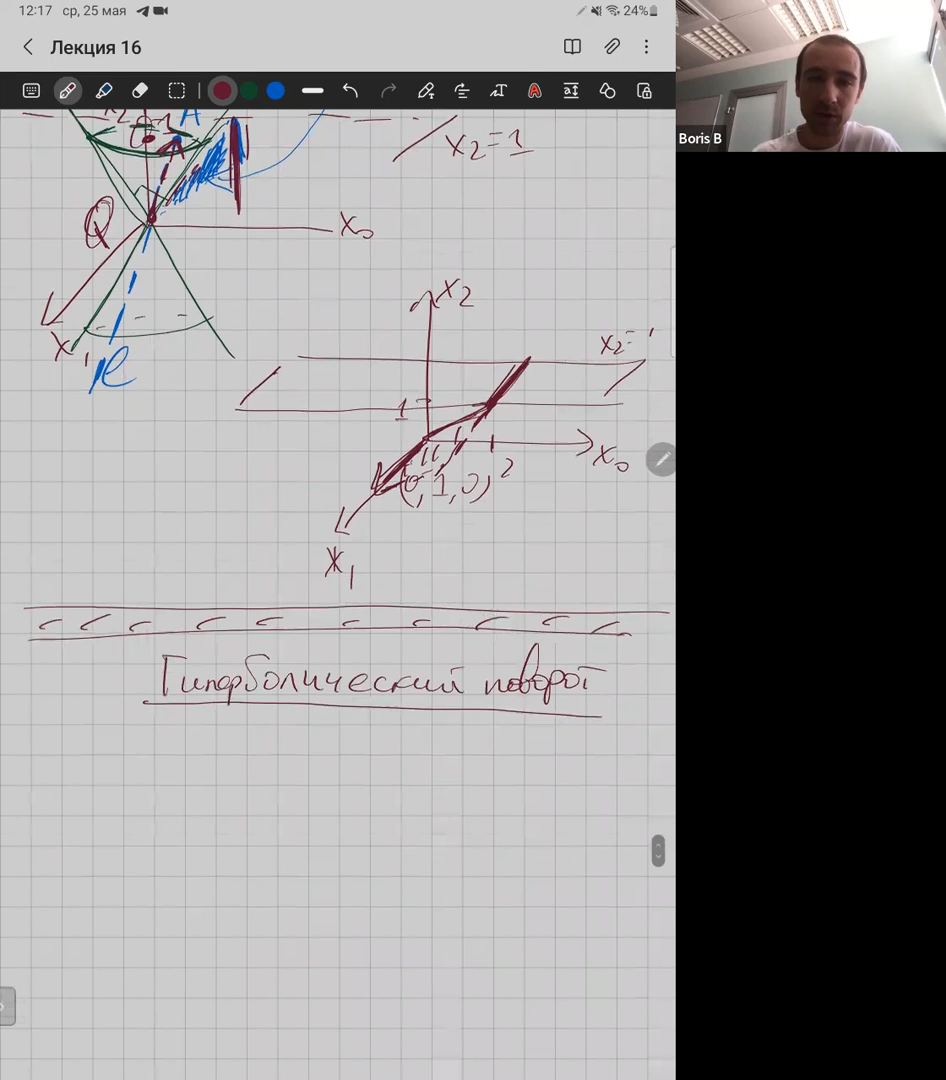 12:17 ср, 25 мая
24%
Лекция 16
A
x₂=1
Q
x₀
x₁
l
x₂
x₂=1
1
x₀
2
(0,1,0)
x₁
Гиперболический поворот
Boris B